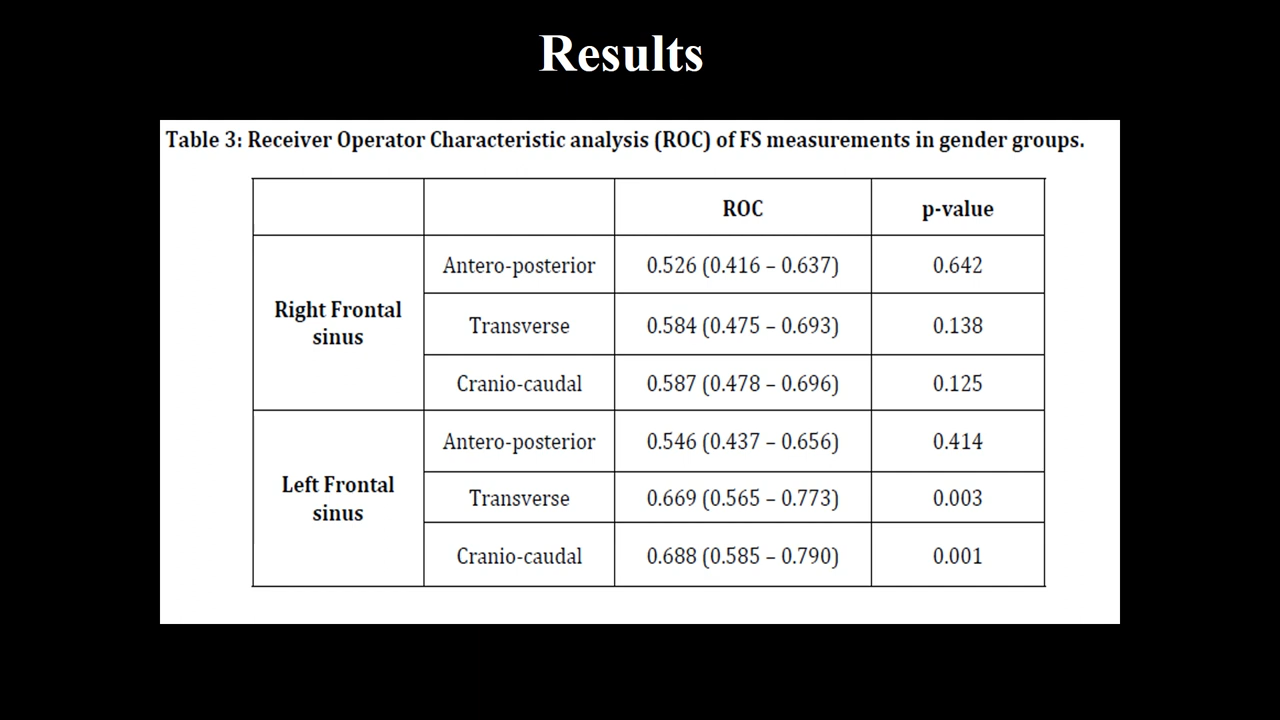 Results
Table 3: Receiver Operator Characteristic analysis (ROC) of FS measurements in gender groups.
ROC p-value
Right Frontal sinus
Antero-posterior 0.526 (0.416 – 0.637) 0.642
Transverse 0.584 (0.475 – 0.693) 0.138
Cranio-caudal 0.587 (0.478 – 0.696) 0.125
Left Frontal sinus
Antero-posterior 0.546 (0.437 – 0.656) 0.414
Transverse 0.669 (0.565 – 0.773) 0.003
Cranio-caudal 0.688 (0.585 – 0.790) 0.001